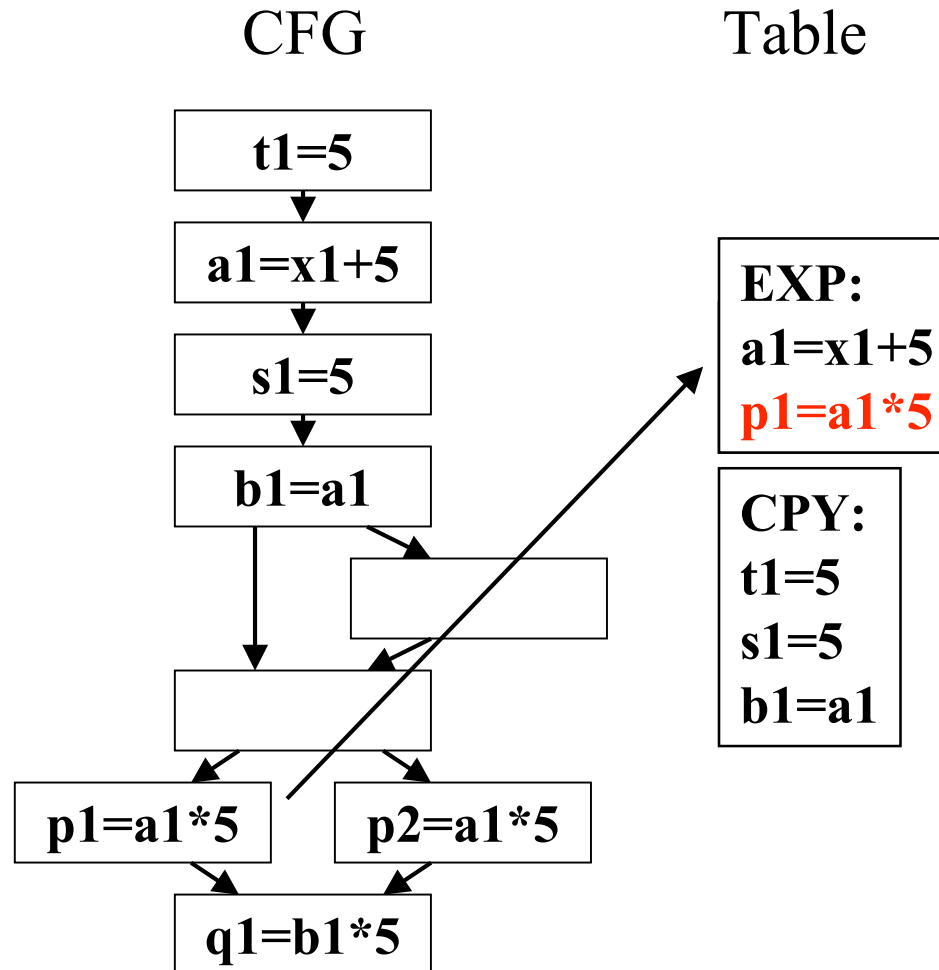 CFG
Table
t1=5
a1=x1+5
s1=5
b1=a1
p1=a1*5
p2=a1*5
q1=b1*5
EXP:
a1=x1+5
p1=a1*5
CPY:
t1=5
s1=5
b1=a1